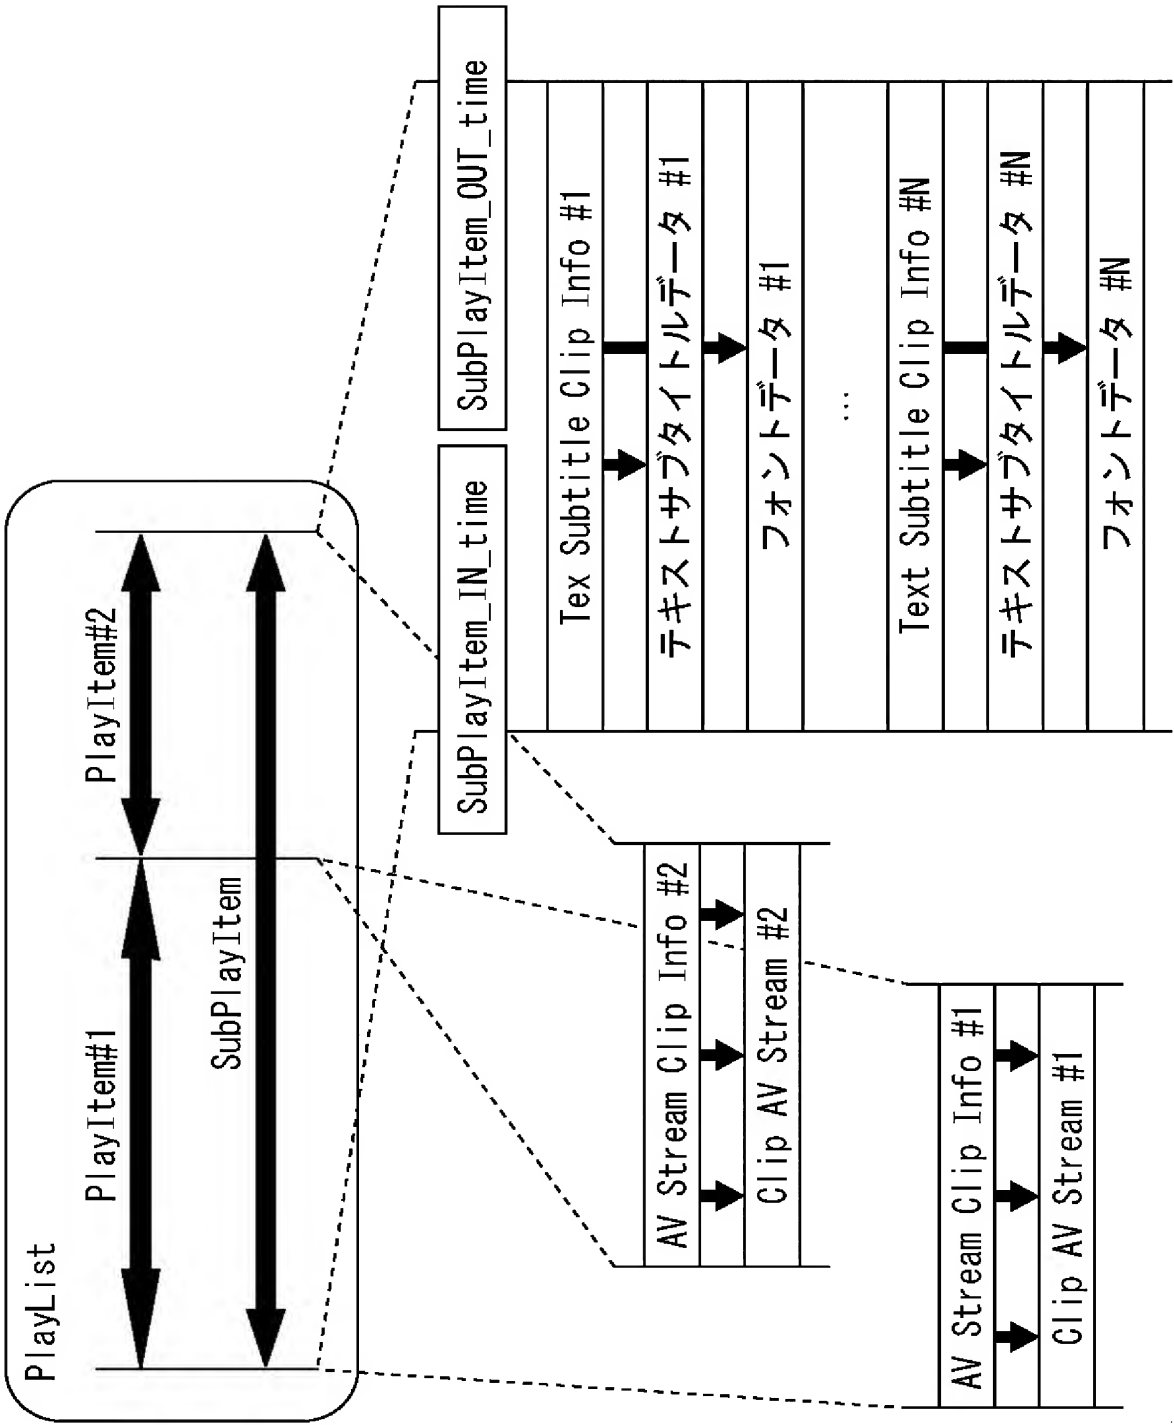 PlayList
PlayItem#1
PlayItem#2
SubPlayItem
SubPlayItem_IN_time
SubPlayItem_OUT_time
Tex Subtitle Clip Info #1
テキストサブタイトルデータ #1
フォントデータ #1
...
Text Subtitle Clip Info #N
テキストサブタイトルデータ #N
フォントデータ #N
AV Stream Clip Info #2
Clip AV Stream #2
AV Stream Clip Info #1
Clip AV Stream #1